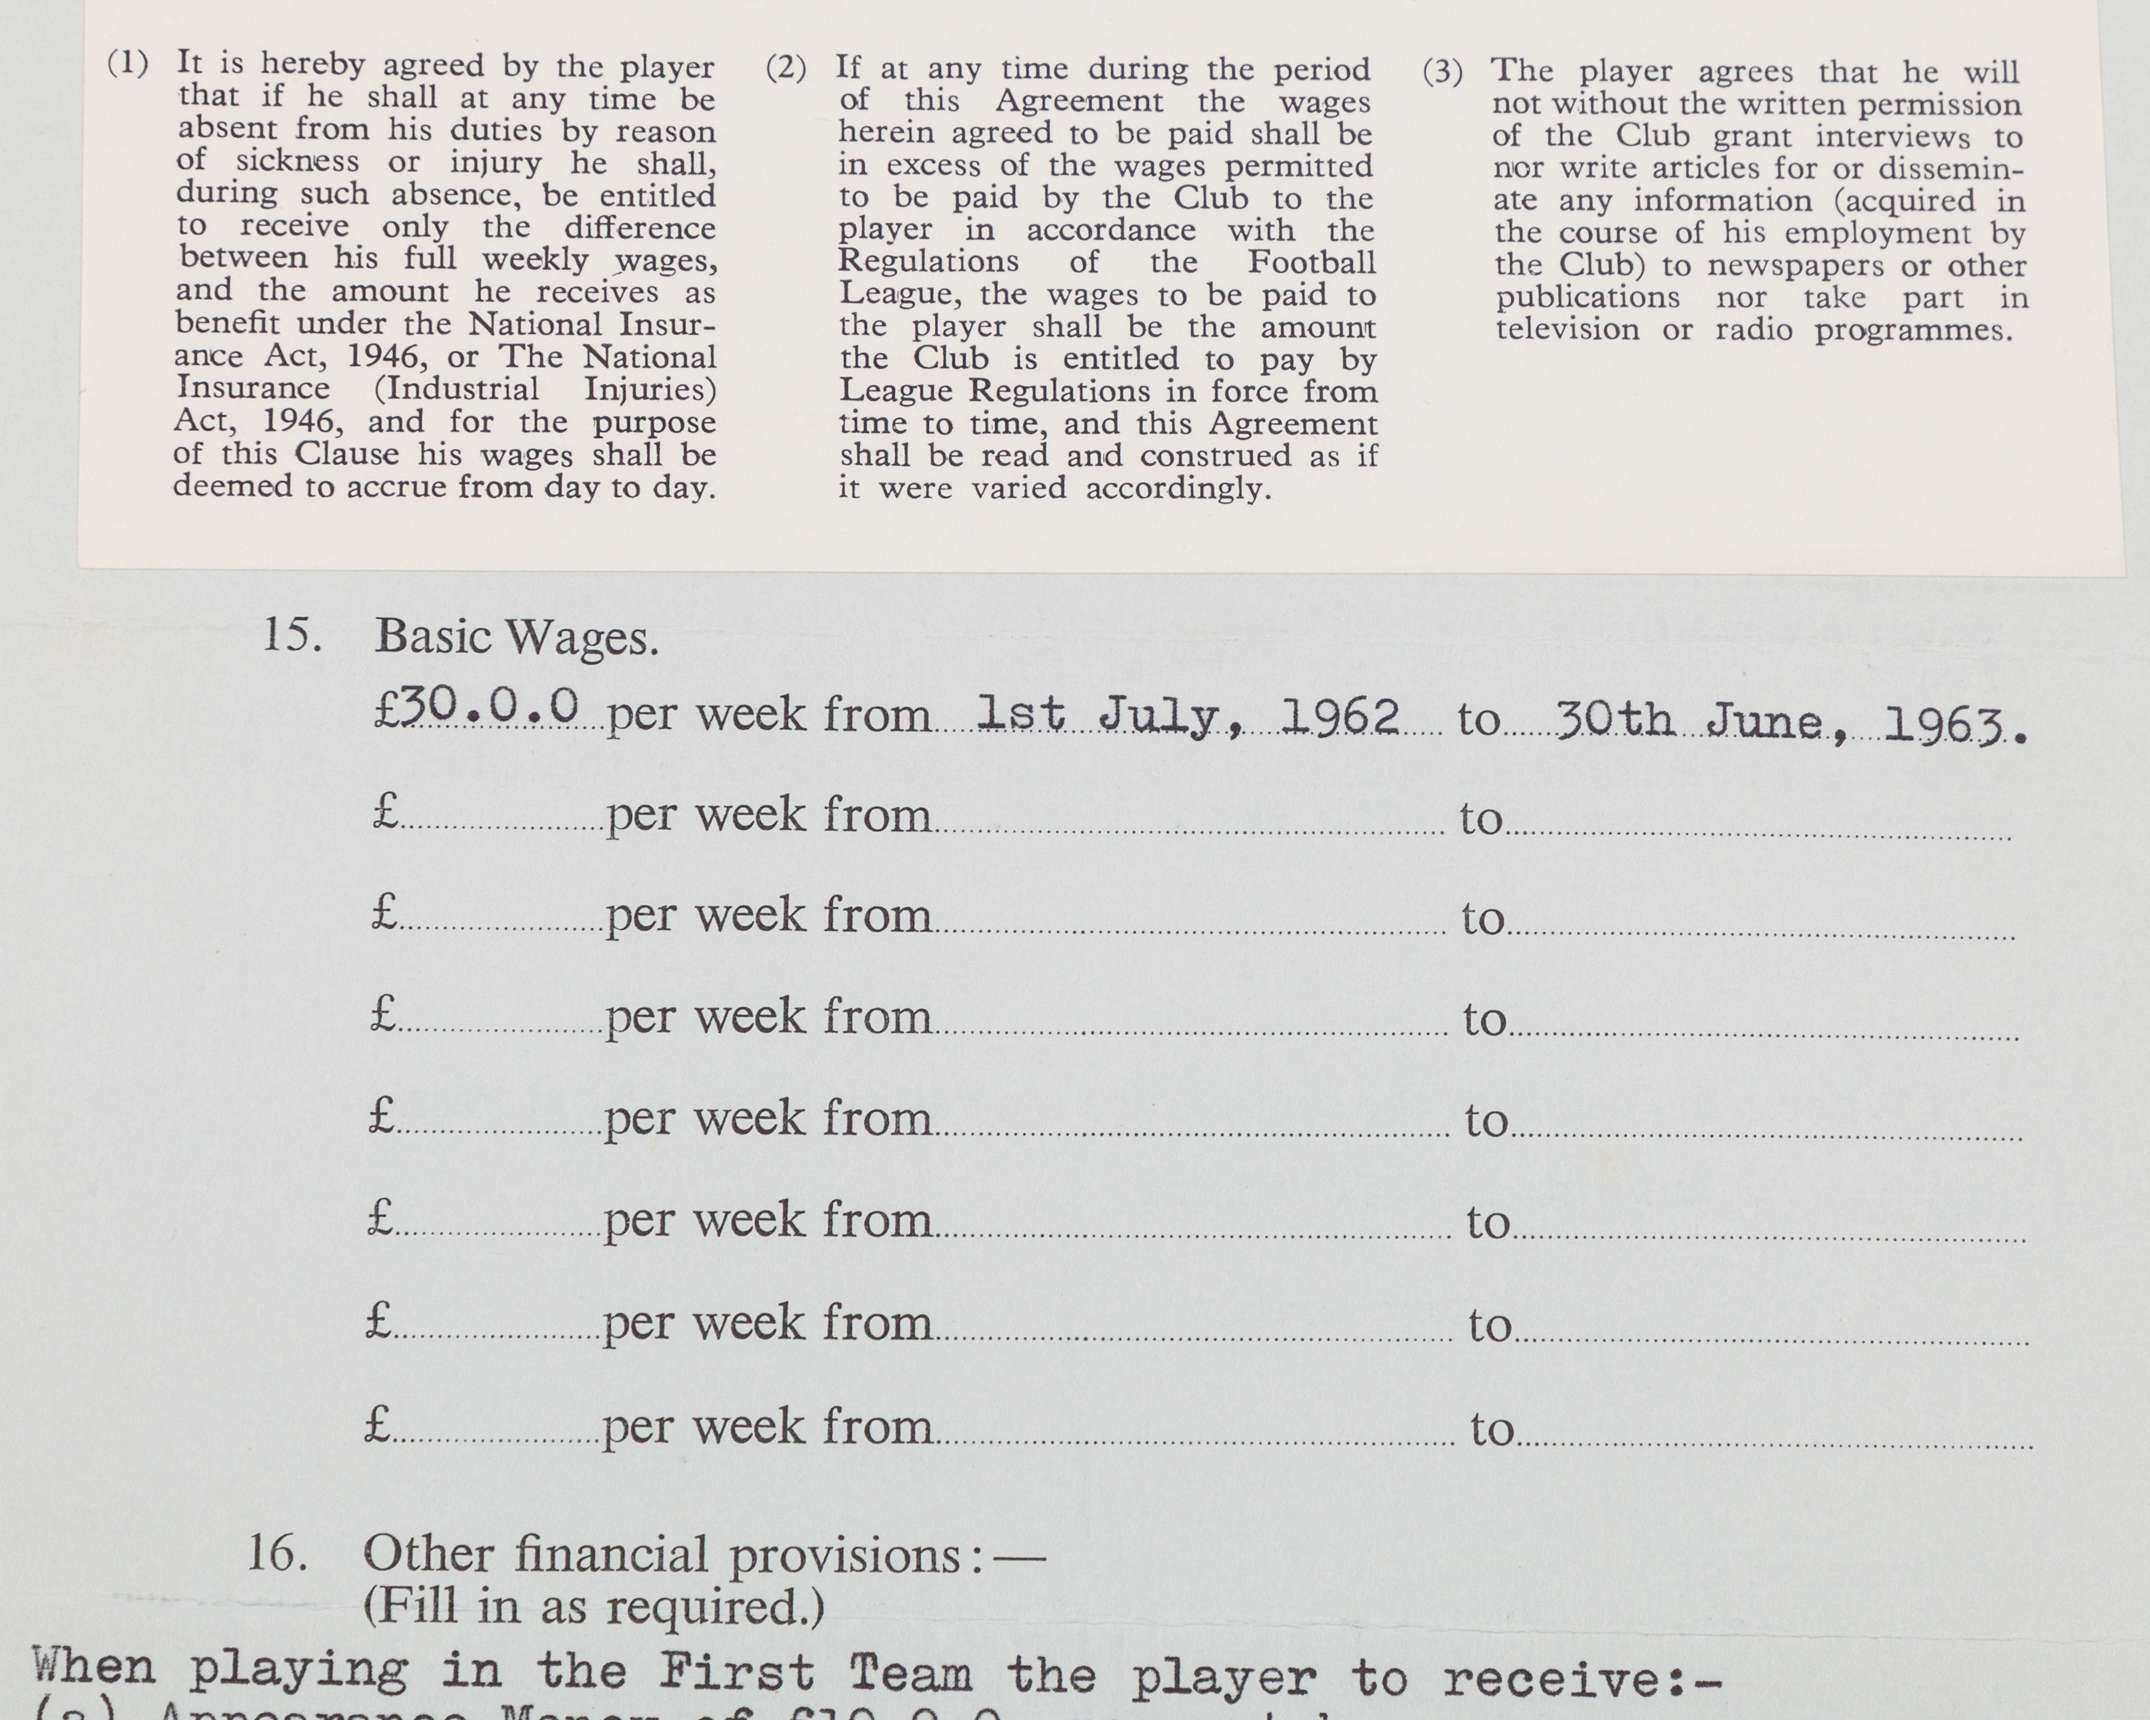 (1) It is hereby agreed by the player
that if he shall at any time be
absent from his duties by reason
of sickness or injury he shall,
during such absence, be entitled
to receive only the difference
between his full weekly wages,
and the amount he receives as
benefit under the National Insur-
ance Act, 1946, or The National
Insurance (Industrial Injuries)
Act, 1946, and for the purpose
of this Clause his wages shall be
deemed to accrue from day to day.
(2) If at any time during the period
of this Agreement the wages
herein agreed to be paid shall be
in excess of the wages permitted
to be paid by the Club to the
player in accordance with the
Regulations of the Football
League, the wages to be paid to
the player shall be the amount
the Club is entitled to pay by
League Regulations in force from
time to time, and this Agreement
shall be read and construed as if
it were varied accordingly.
(3) The player agrees that he will
not without the written permission
of the Club grant interviews to
nor write articles for or dissemin-
ate any information (acquired in
the course of his employment by
the Club) to newspapers or other
publications nor take part in
television or radio programmes.
15. Basic Wages.
£30.0.0 per week from 1st July, 1962 to 30th June, 1963.
£..........per week from.......... to..........
£..........per week from.......... to..........
£..........per week from.......... to..........
£..........per week from.......... to..........
£..........per week from.......... to..........
£..........per week from.......... to..........
£..........per week from.......... to..........
16. Other financial provisions:—
(Fill in as required.)
When playing in the First Team the player to receive:-
(a) Appearance Money of £10.0.0.